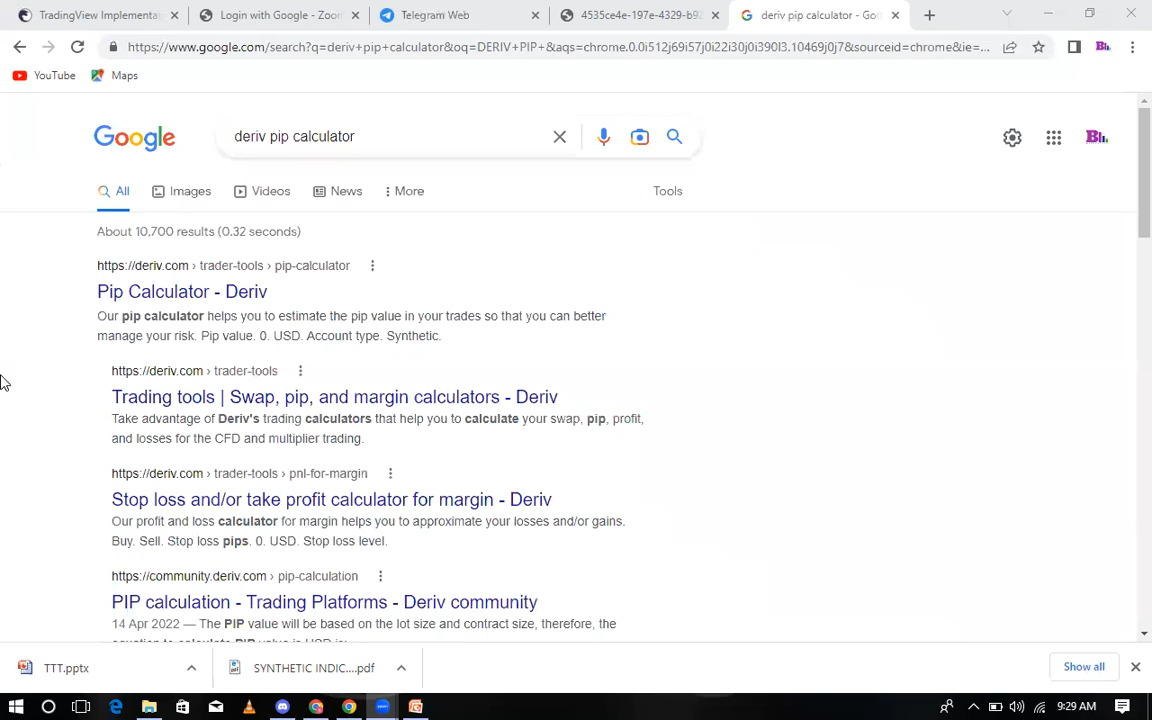 TradingView Implementa
Login with Google - Zoo
Telegram Web
4535ce4e-197e-4329-b92
deriv pip calculator - Goo
https://www.google.com/search?q=deriv+pip+calculator&oq=DERIV+PIP+&aqs=chrome.0.0i512j69i57j0i22i30j0i390l3.10469j0j7&sourceid=chrome&ie=...
YouTube
Maps
Google
deriv pip calculator
All
Images
Videos
News
More
Tools
About 10,700 results (0.32 seconds)
https://deriv.com › trader-tools › pip-calculator
Pip Calculator - Deriv
Our pip calculator helps you to estimate the pip value in your trades so that you can better
manage your risk. Pip value. 0. USD. Account type. Synthetic.
https://deriv.com › trader-tools
Trading tools | Swap, pip, and margin calculators - Deriv
Take advantage of Deriv's trading calculators that help you to calculate your swap, pip, profit,
and losses for the CFD and multiplier trading.
https://deriv.com › trader-tools › pnl-for-margin
Stop loss and/or take profit calculator for margin - Deriv
Our profit and loss calculator for margin helps you to approximate your losses and/or gains.
Buy. Sell. Stop loss pips. 0. USD. Stop loss level.
https://community.deriv.com › pip-calculation
PIP calculation - Trading Platforms - Deriv community
14 Apr 2022 — The PIP value will be based on the lot size and contract size, therefore, the
equation to calculate PIP value is USD is:
TTT.pptx
SYNTHETIC INDIC....pdf
Show all
9:29 AM